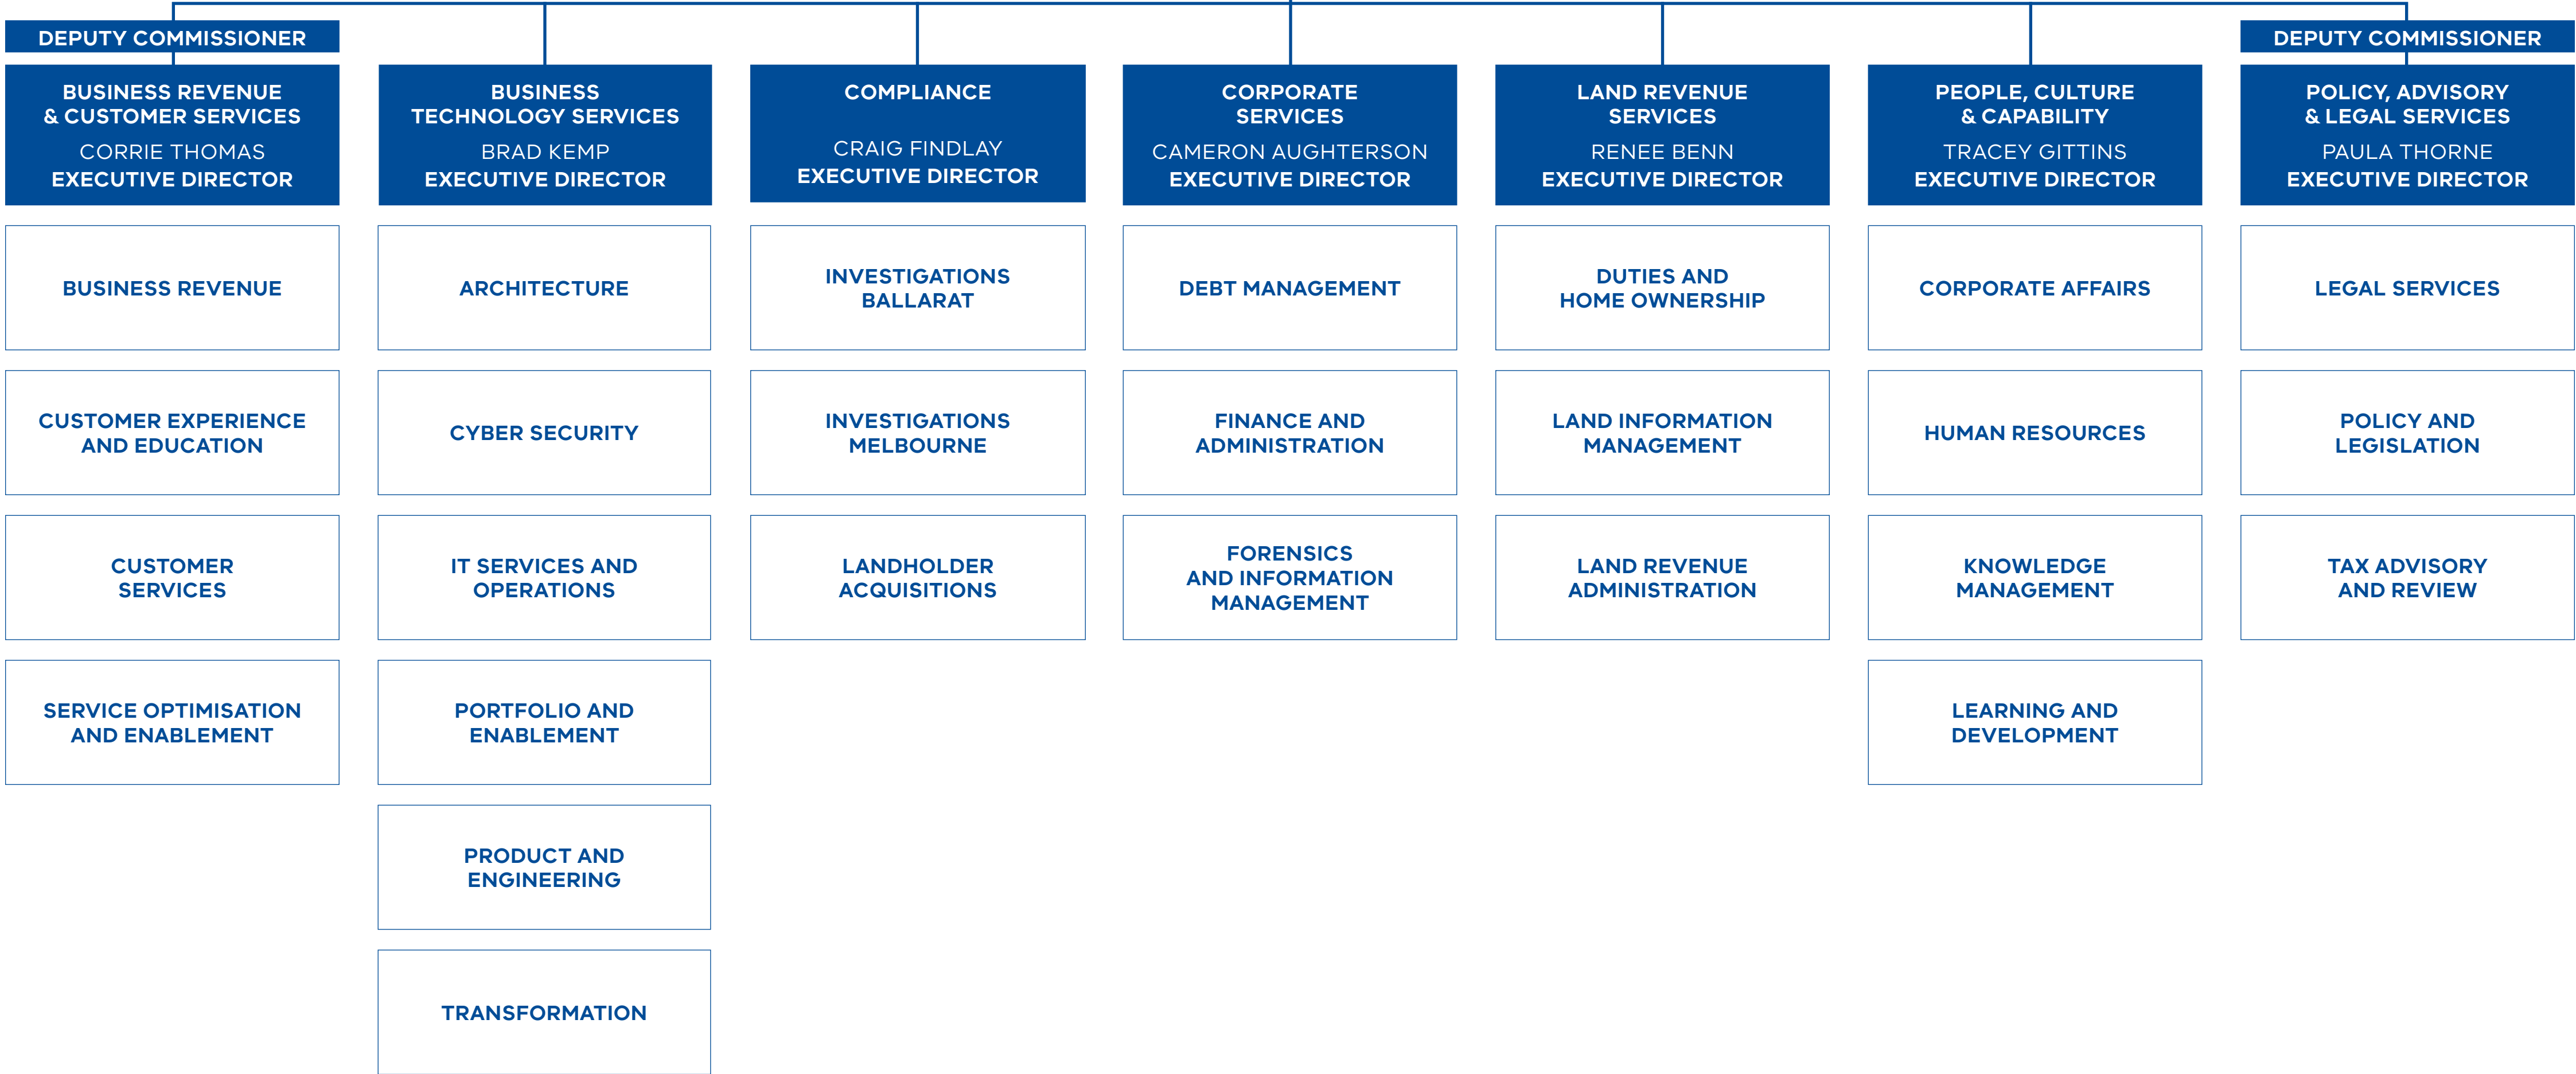 DEPUTY COMMISSIONER
BUSINESS REVENUE
& CUSTOMER SERVICES
CORRIE THOMAS
EXECUTIVE DIRECTOR
BUSINESS REVENUE
CUSTOMER EXPERIENCE
AND EDUCATION
CUSTOMER
SERVICES
SERVICE OPTIMISATION
AND ENABLEMENT
BUSINESS
TECHNOLOGY SERVICES
BRAD KEMP
EXECUTIVE DIRECTOR
ARCHITECTURE
CYBER SECURITY
IT SERVICES AND
OPERATIONS
PORTFOLIO AND
ENABLEMENT
PRODUCT AND
ENGINEERING
TRANSFORMATION
COMPLIANCE
CRAIG FINDLAY
EXECUTIVE DIRECTOR
INVESTIGATIONS
BALLARAT
INVESTIGATIONS
MELBOURNE
LANDHOLDER
ACQUISITIONS
CORPORATE
SERVICES
CAMERON AUGHTERSON
EXECUTIVE DIRECTOR
DEBT MANAGEMENT
FINANCE AND
ADMINISTRATION
FORENSICS
AND INFORMATION
MANAGEMENT
LAND REVENUE
SERVICES
RENEE BENN
EXECUTIVE DIRECTOR
DUTIES AND
HOME OWNERSHIP
LAND INFORMATION
MANAGEMENT
LAND REVENUE
ADMINISTRATION
PEOPLE, CULTURE
& CAPABILITY
TRACEY GITTINS
EXECUTIVE DIRECTOR
CORPORATE AFFAIRS
HUMAN RESOURCES
KNOWLEDGE
MANAGEMENT
LEARNING AND
DEVELOPMENT
DEPUTY COMMISSIONER
POLICY, ADVISORY
& LEGAL SERVICES
PAULA THORNE
EXECUTIVE DIRECTOR
LEGAL SERVICES
POLICY AND
LEGISLATION
TAX ADVISORY
AND REVIEW